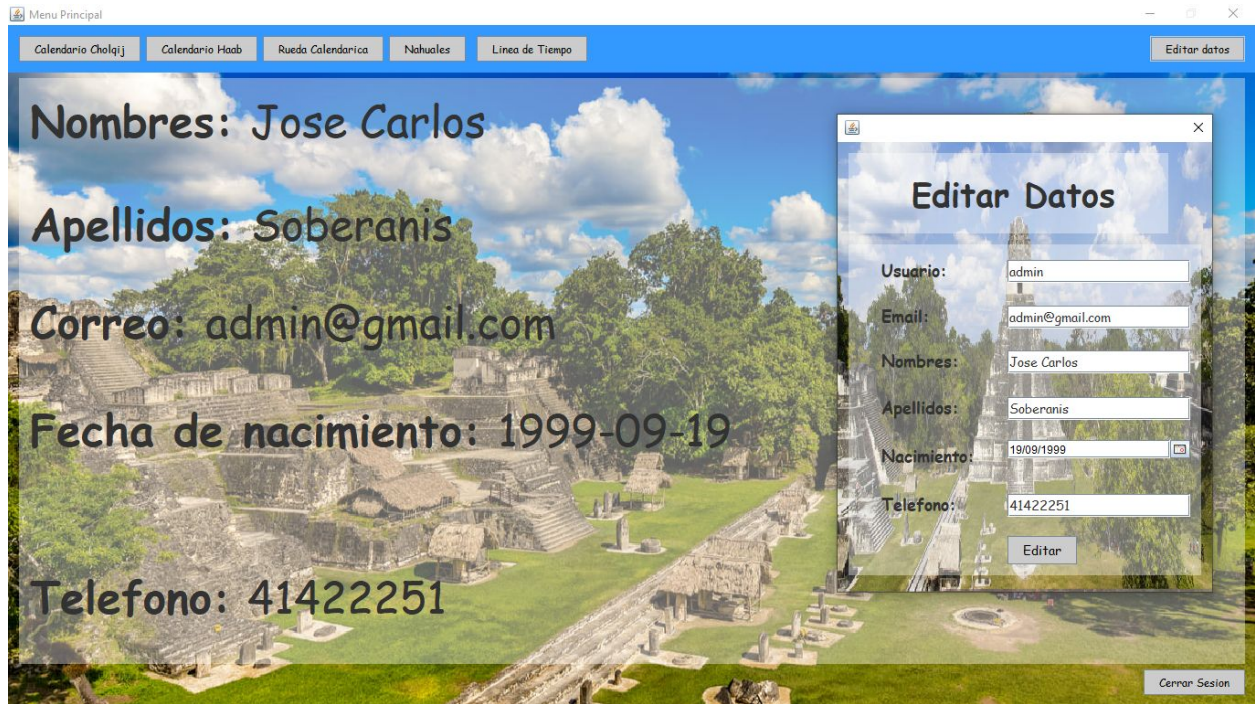 Menu Principal
Calendario Cholqij Calendario Haab Rueda Calendarica Nahuales Linea de Tiempo Editar datos
Nombres: Jose Carlos
Apellidos: Soberanis
Correo: admin@gmail.com
Fecha de nacimiento: 1999-09-19
Telefono: 41422251
Editar Datos
Usuario: admin
Email: admin@gmail.com
Nombres: Jose Carlos
Apellidos: Soberanis
Nacimiento: 19/09/1999
Telefono: 41422251
Editar
Cerrar Sesion